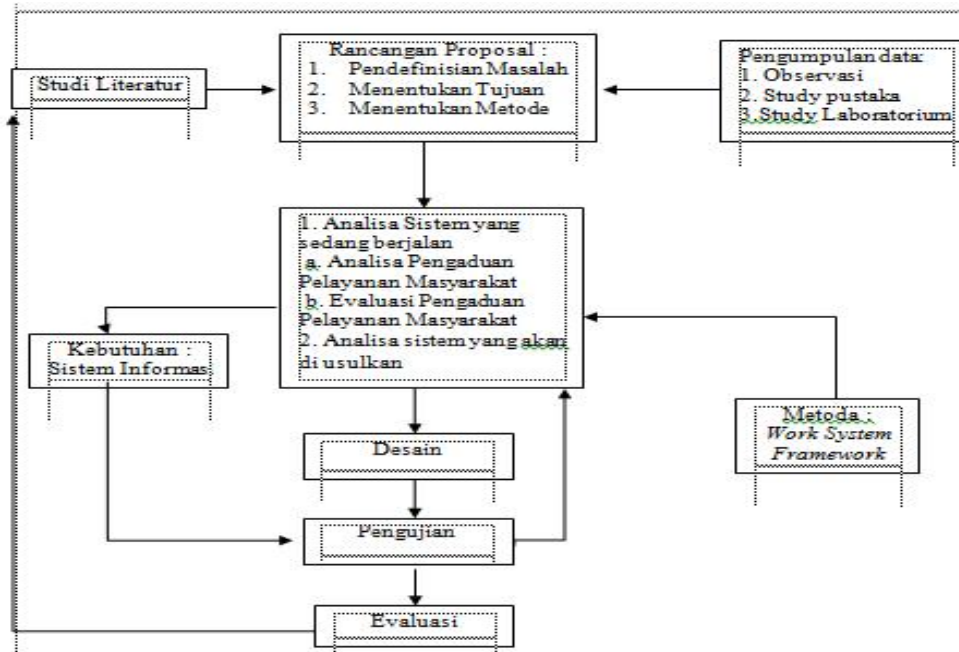 Studi Literatur
Rancangan Proposal :
1. Pendefinisian Masalah
2. Menentukan Tujuan
3. Menentukan Metode
Pengumpulan data:
1. Observasi
2. Study pustaka
3.Study Laboratorium
1. Analisa Sistem yang
sedang berjalan
a. Analisa Pengaduan
Pelayanan Masyarakat
b. Evaluasi Pengaduan
Pelayanan Masyarakat
2. Analisa sistem yang akan
di usulkan
Kebutuhan :
Sistem Informas
Metoda :
Work System
Framework
Desain
Pengujian
Evaluasi